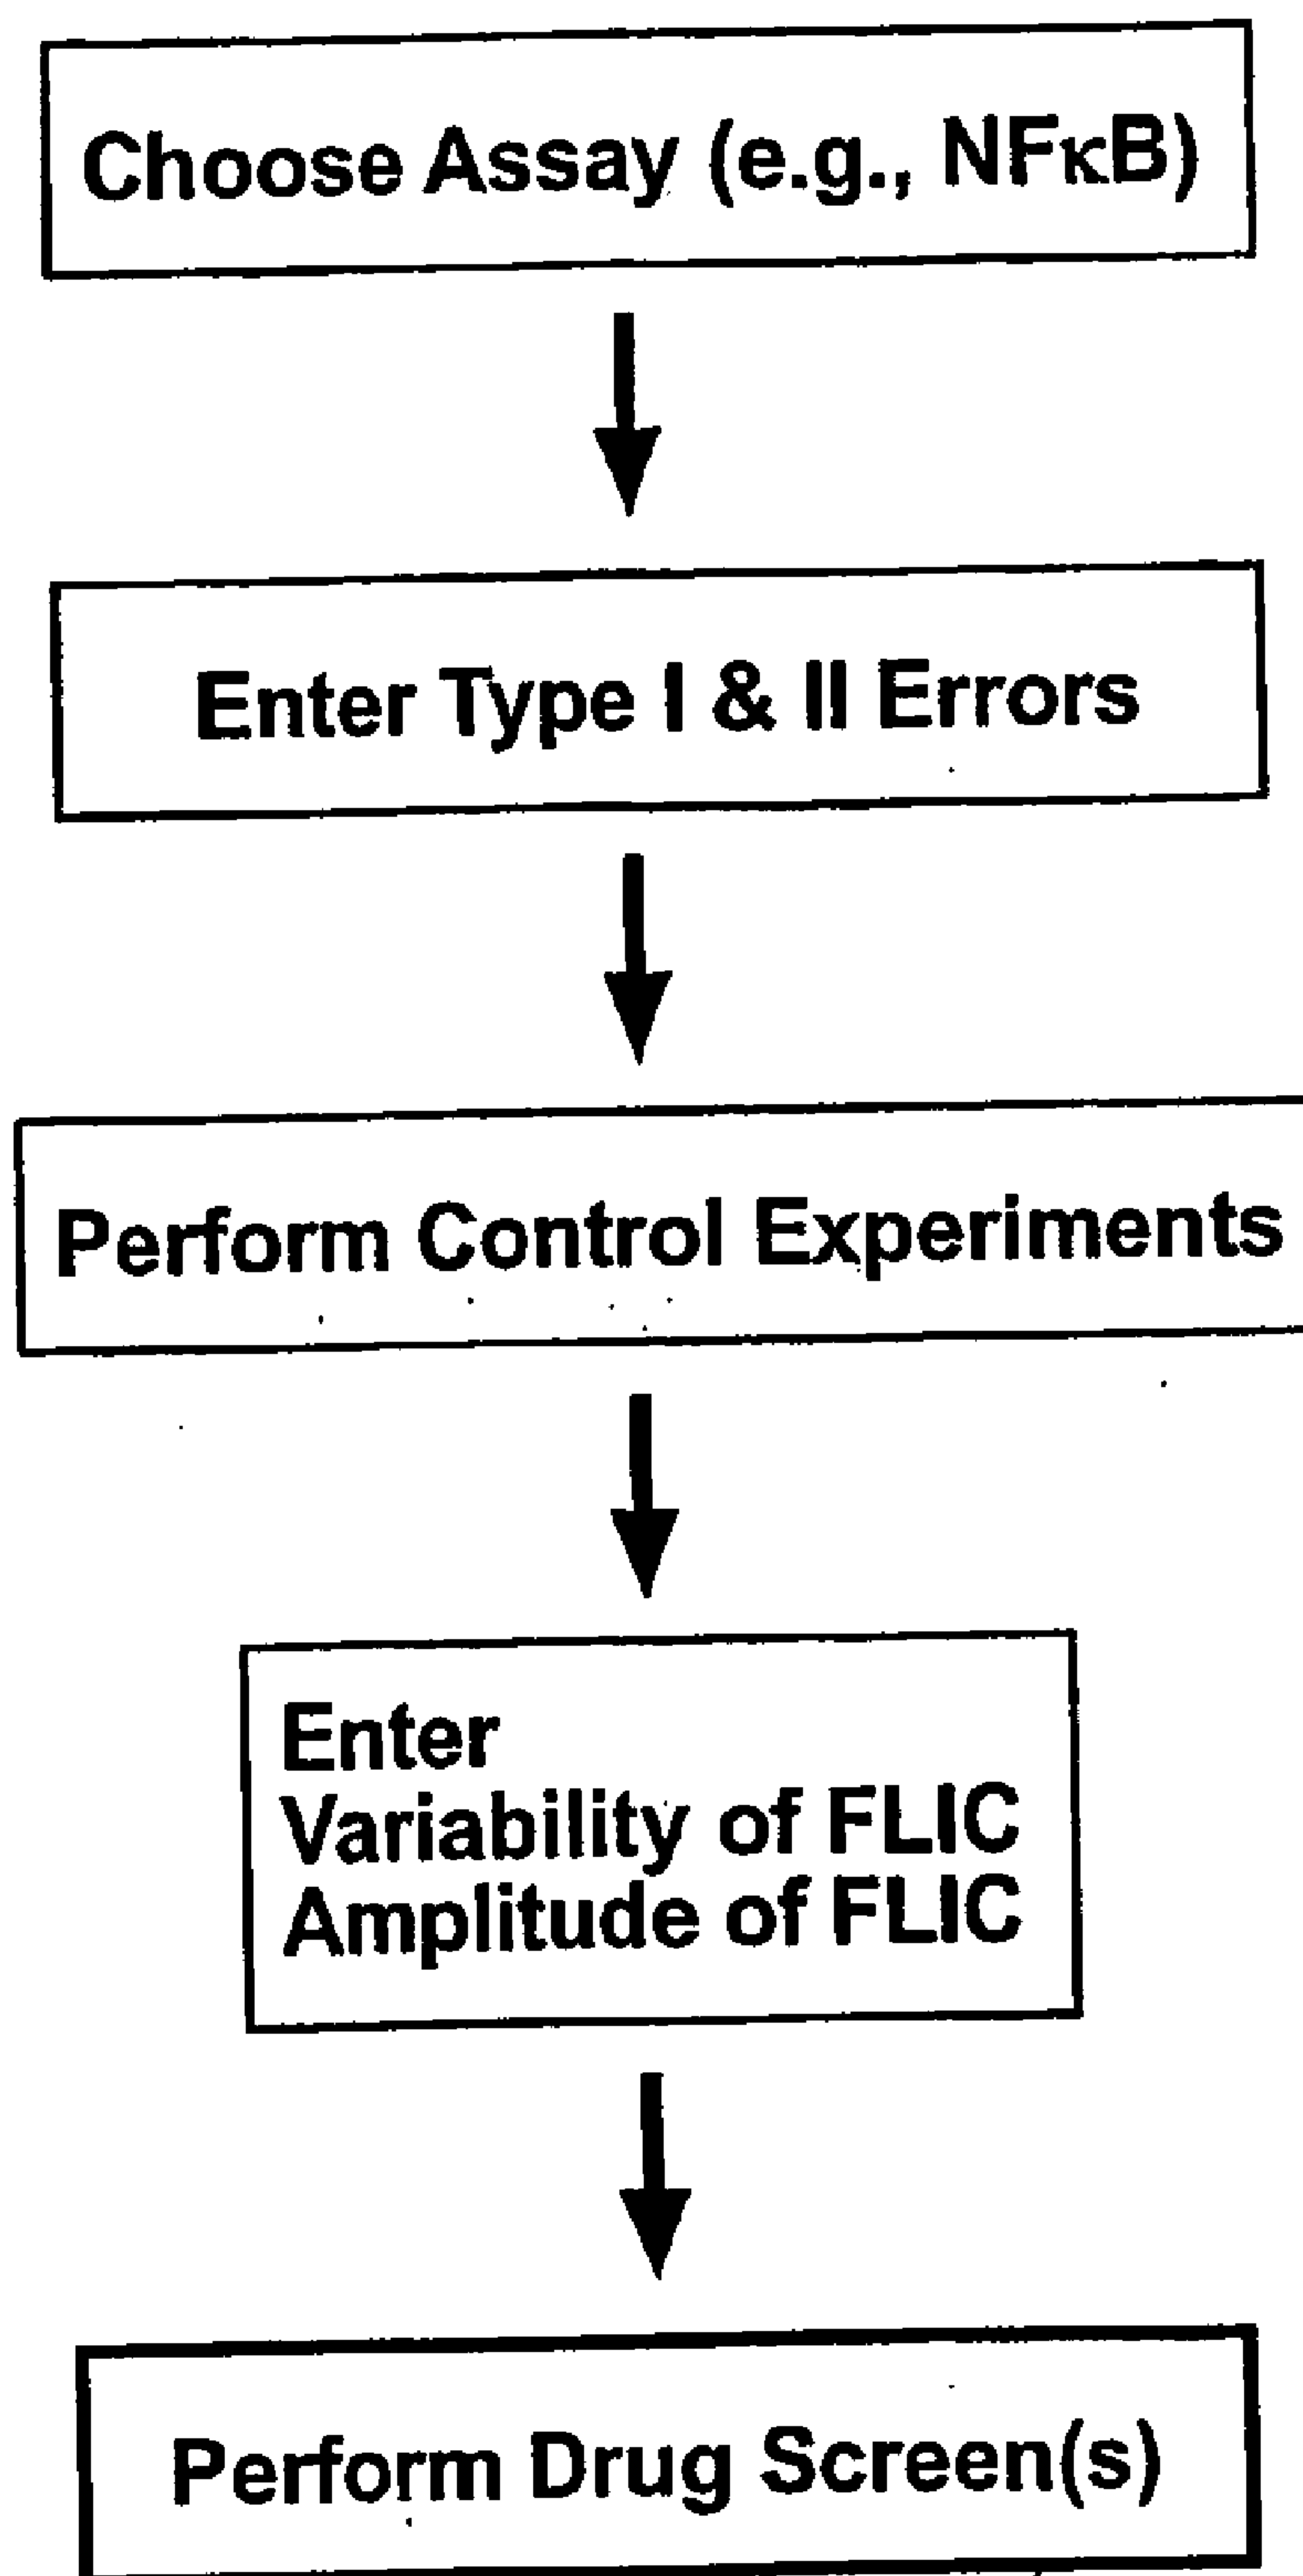 Choose Assay (e.g., NFκB)
Enter Type I & II Errors
Perform Control Experiments
Enter
Variability of FLIC
Amplitude of FLIC
Perform Drug Screen(s)